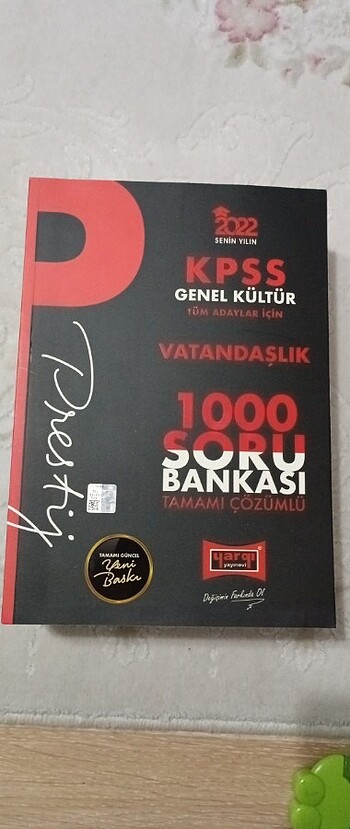 2022
SENİN YILIN
KPSS
GENEL KÜLTÜR
TÜM ADAYLAR İÇİN
VATANDAŞLIK
1000
SORU
BANKASI
TAMAMI ÇÖZÜMLÜ
Prestij
TAMAMI GÜNCEL
Yeni
Baskı
yargı
yayınevi
Değişimin Farkında Ol